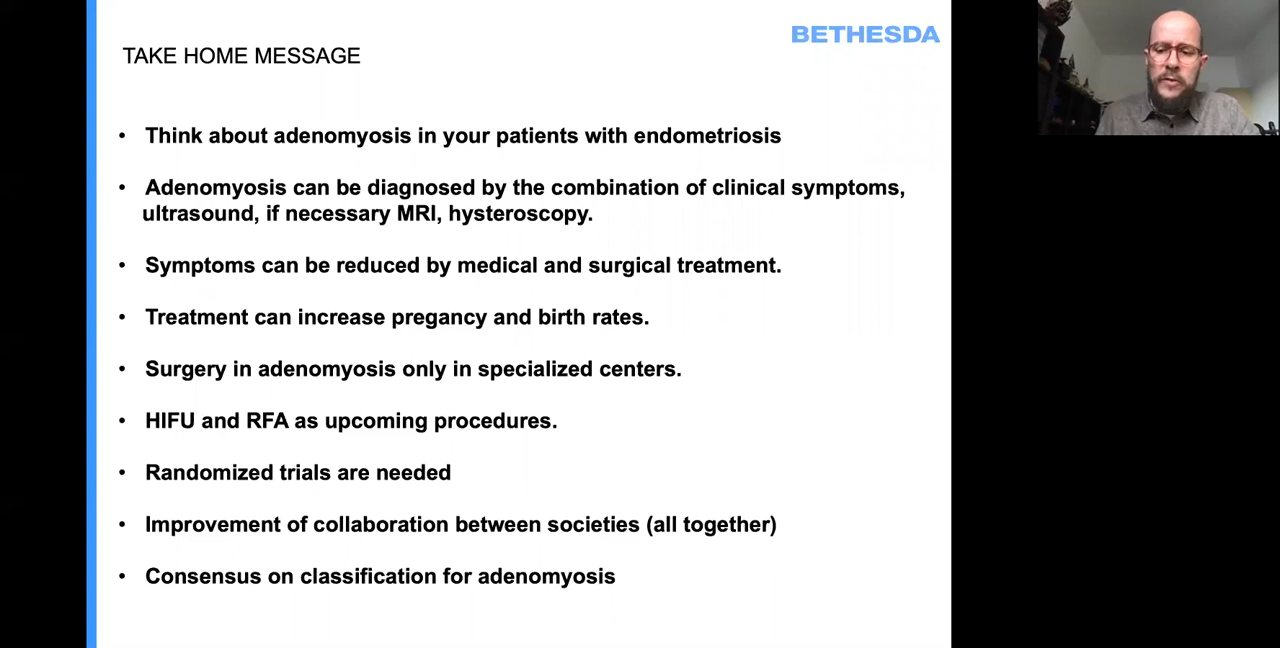 BETHESDA
TAKE HOME MESSAGE
• Think about adenomyosis in your patients with endometriosis
• Adenomyosis can be diagnosed by the combination of clinical symptoms,
ultrasound, if necessary MRI, hysteroscopy.
• Symptoms can be reduced by medical and surgical treatment.
• Treatment can increase pregancy and birth rates.
• Surgery in adenomyosis only in specialized centers.
• HIFU and RFA as upcoming procedures.
• Randomized trials are needed
• Improvement of collaboration between societies (all together)
• Consensus on classification for adenomyosis